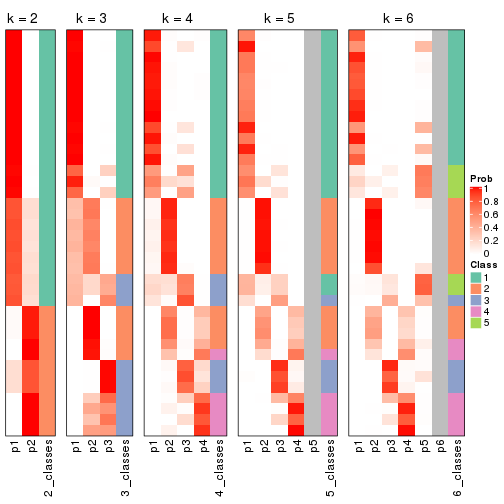 k = 2 k = 3 k = 4 k = 5 k = 6
Prob
1
0.8
0.6
0.4
0.2
0
Class
1
2
3
4
5
p1 p2 2_classes p1 p2 p3 3_classes p1 p2 p3 p4 4_classes p1 p2 p3 p4 p5 5_classes p1 p2 p3 p4 p5 p6 6_classes